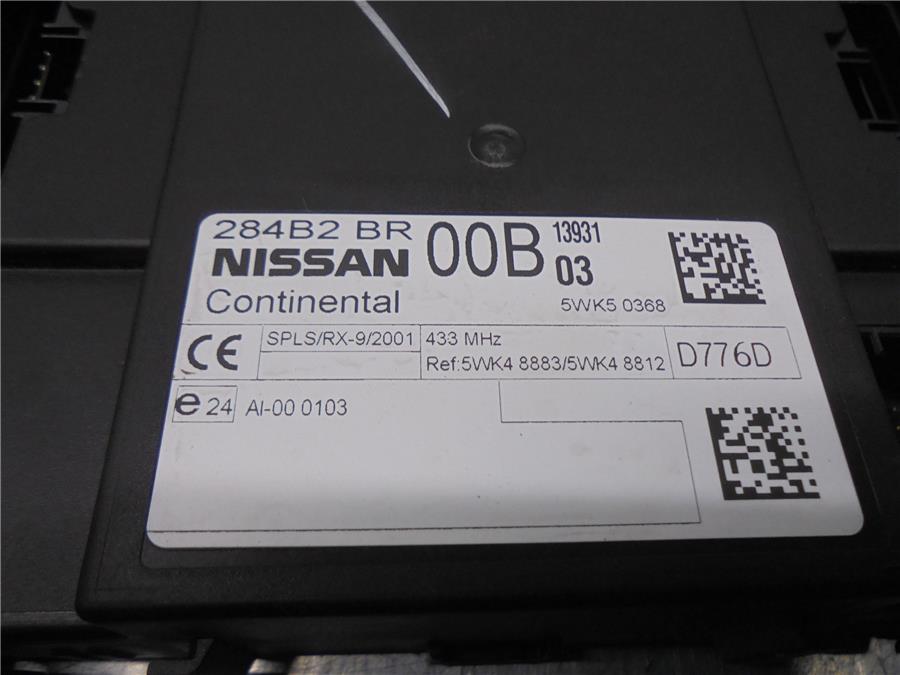 284B2 BR 00B 13931
NISSAN 03
Continental 5WK5 0368
CE SPLS/RX-9/2001 433 MHz
Ref:5WK4 8883/5WK4 8812 D776D
e 24 AI-00 0103